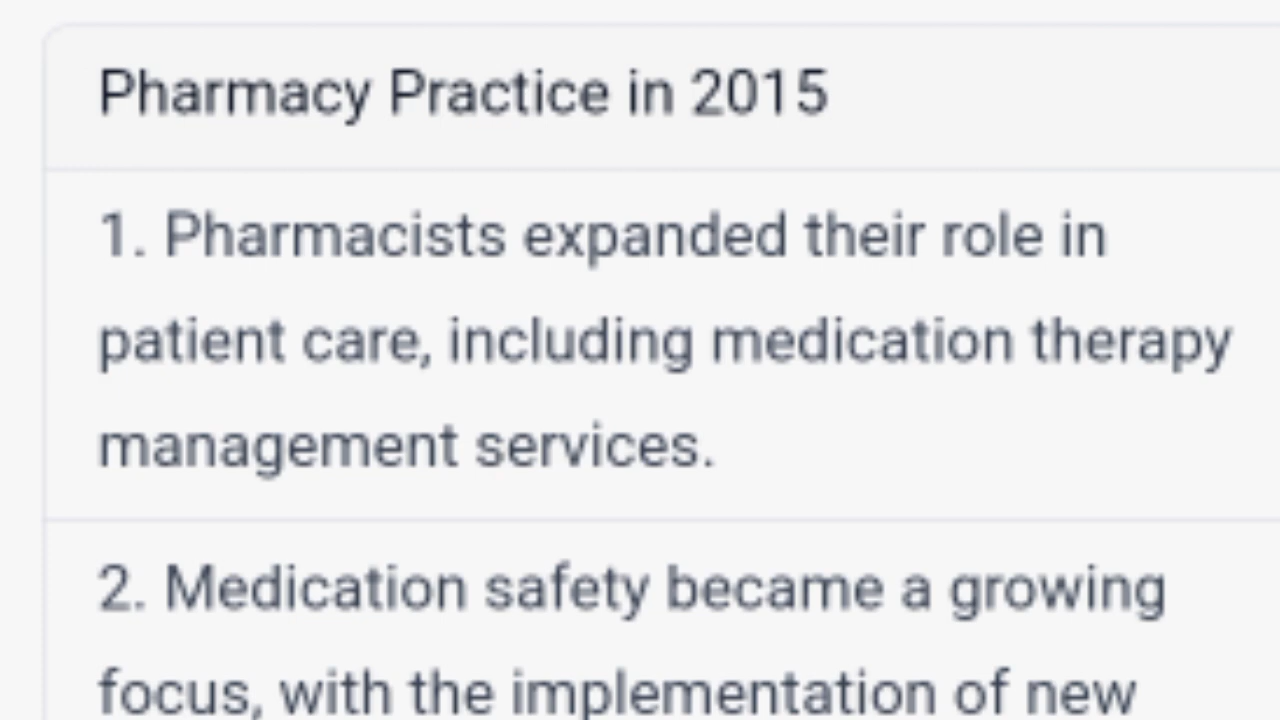 Pharmacy Practice in 2015
1. Pharmacists expanded their role in
patient care, including medication therapy
management services.
2. Medication safety became a growing
focus, with the implementation of new